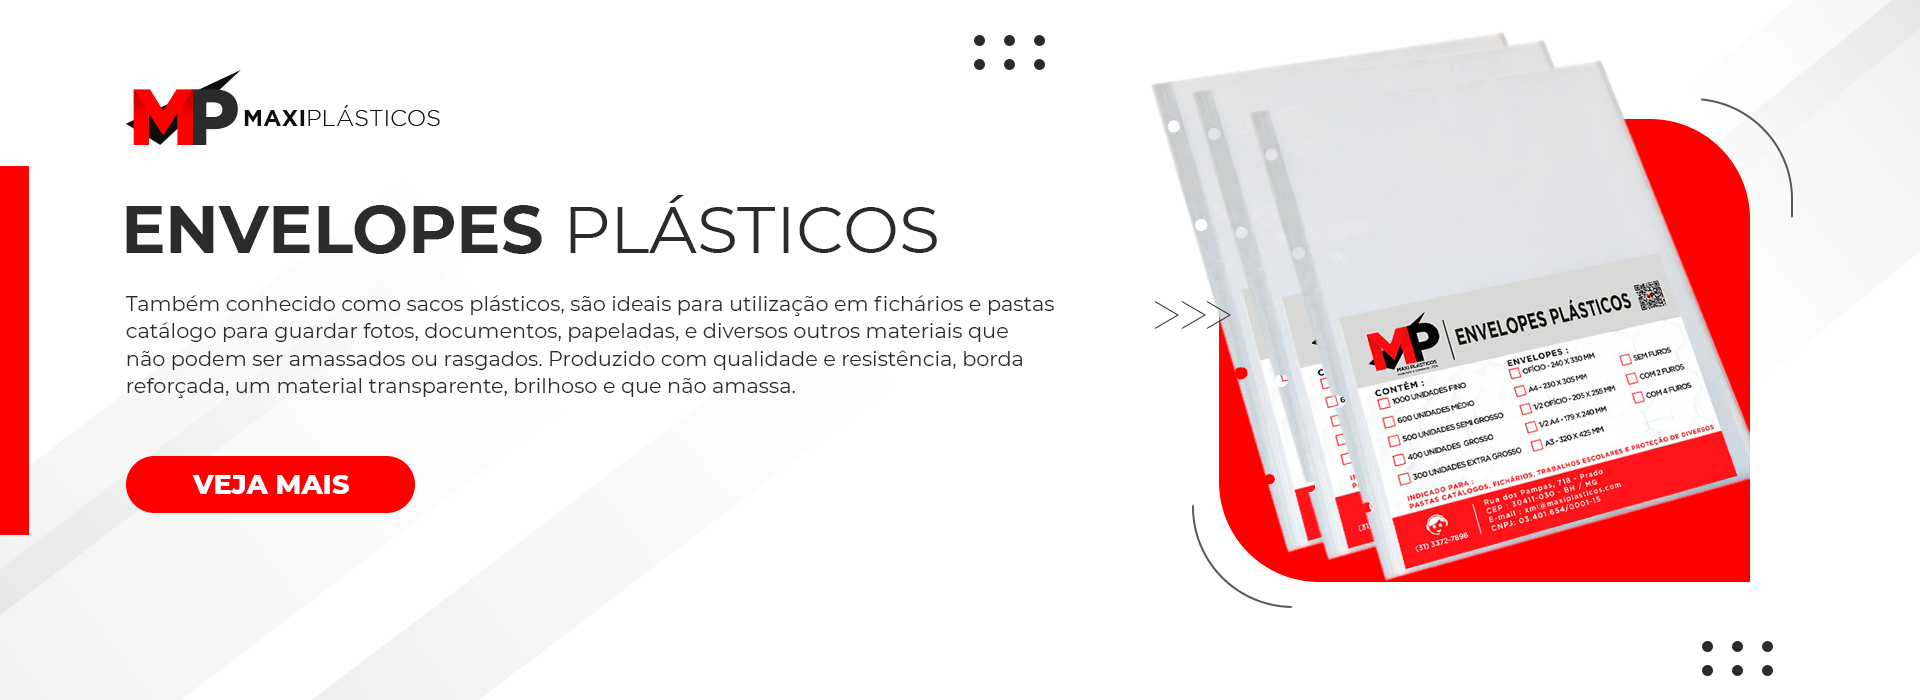 MP MAXIPLÁSTICOS
ENVELOPES PLÁSTICOS
Também conhecido como sacos plásticos, são ideais para utilização em fichários e pastas
catálogo para guardar fotos, documentos, papeladas, e diversos outros materiais que
não podem ser amassados ou rasgados. Produzido com qualidade e resistência, borda
reforçada, um material transparente, brilhoso e que não amassa.
VEJA MAIS
MP
MAXIPLÁSTICOS
ENVELOPES PLÁSTICOS
CONTÉM :
1000 UNIDADES FINO
600 UNIDADES MÉDIO
500 UNIDADES SEMI GROSSO
400 UNIDADES GROSSO
300 UNIDADES EXTRA GROSSO
ENVELOPES :
OFÍCIO - 240 X 330 MM
A4 - 230 X 305 MM
1/2 OFÍCIO - 205 X 255 MM
1/2 A4 - 179 X 240 MM
A3 - 320 X 425 MM
SEM FUROS
COM 2 FUROS
COM 4 FUROS
INDICADO PARA :
PASTAS CATÁLOGOS, FICHÁRIOS, TRABALHOS ESCOLARES E PROTEÇÃO DE DIVERSOS
(31) 3372-7898
Rua dos Pampas, 718 - Prado
CEP : 30411-030 - BH / MG
E-mail : xml@maxiplasticos.com
CNPJ: 03.401.654/0001-15